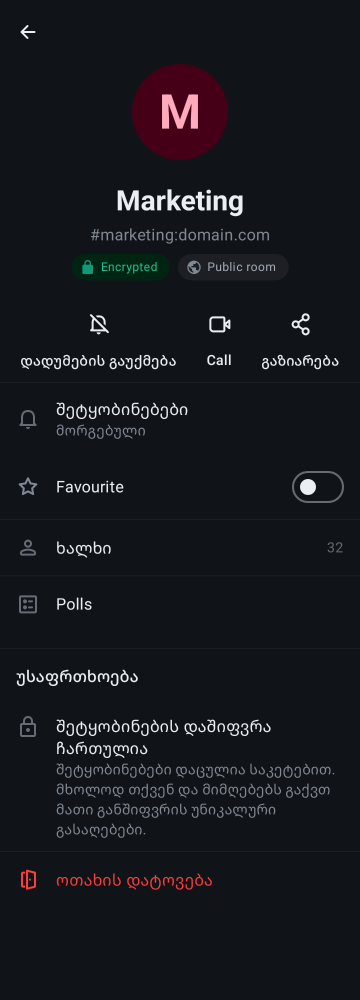 M
Marketing
#marketing:domain.com
Encrypted
Public room
დადუმების გაუქმება
Call
გაზიარება
შეტყობინებები
მორგებული
Favourite
ხალხი
32
Polls
უსაფრთხოება
შეტყობინების დაშიფვრა
ჩართულია
შეტყობინებები დაცულია საკეტებით.
მხოლოდ თქვენ და მიმღებებს გაქვთ
მათი განშიფვრის უნიკალური
გასაღებები.
ოთახის დატოვება